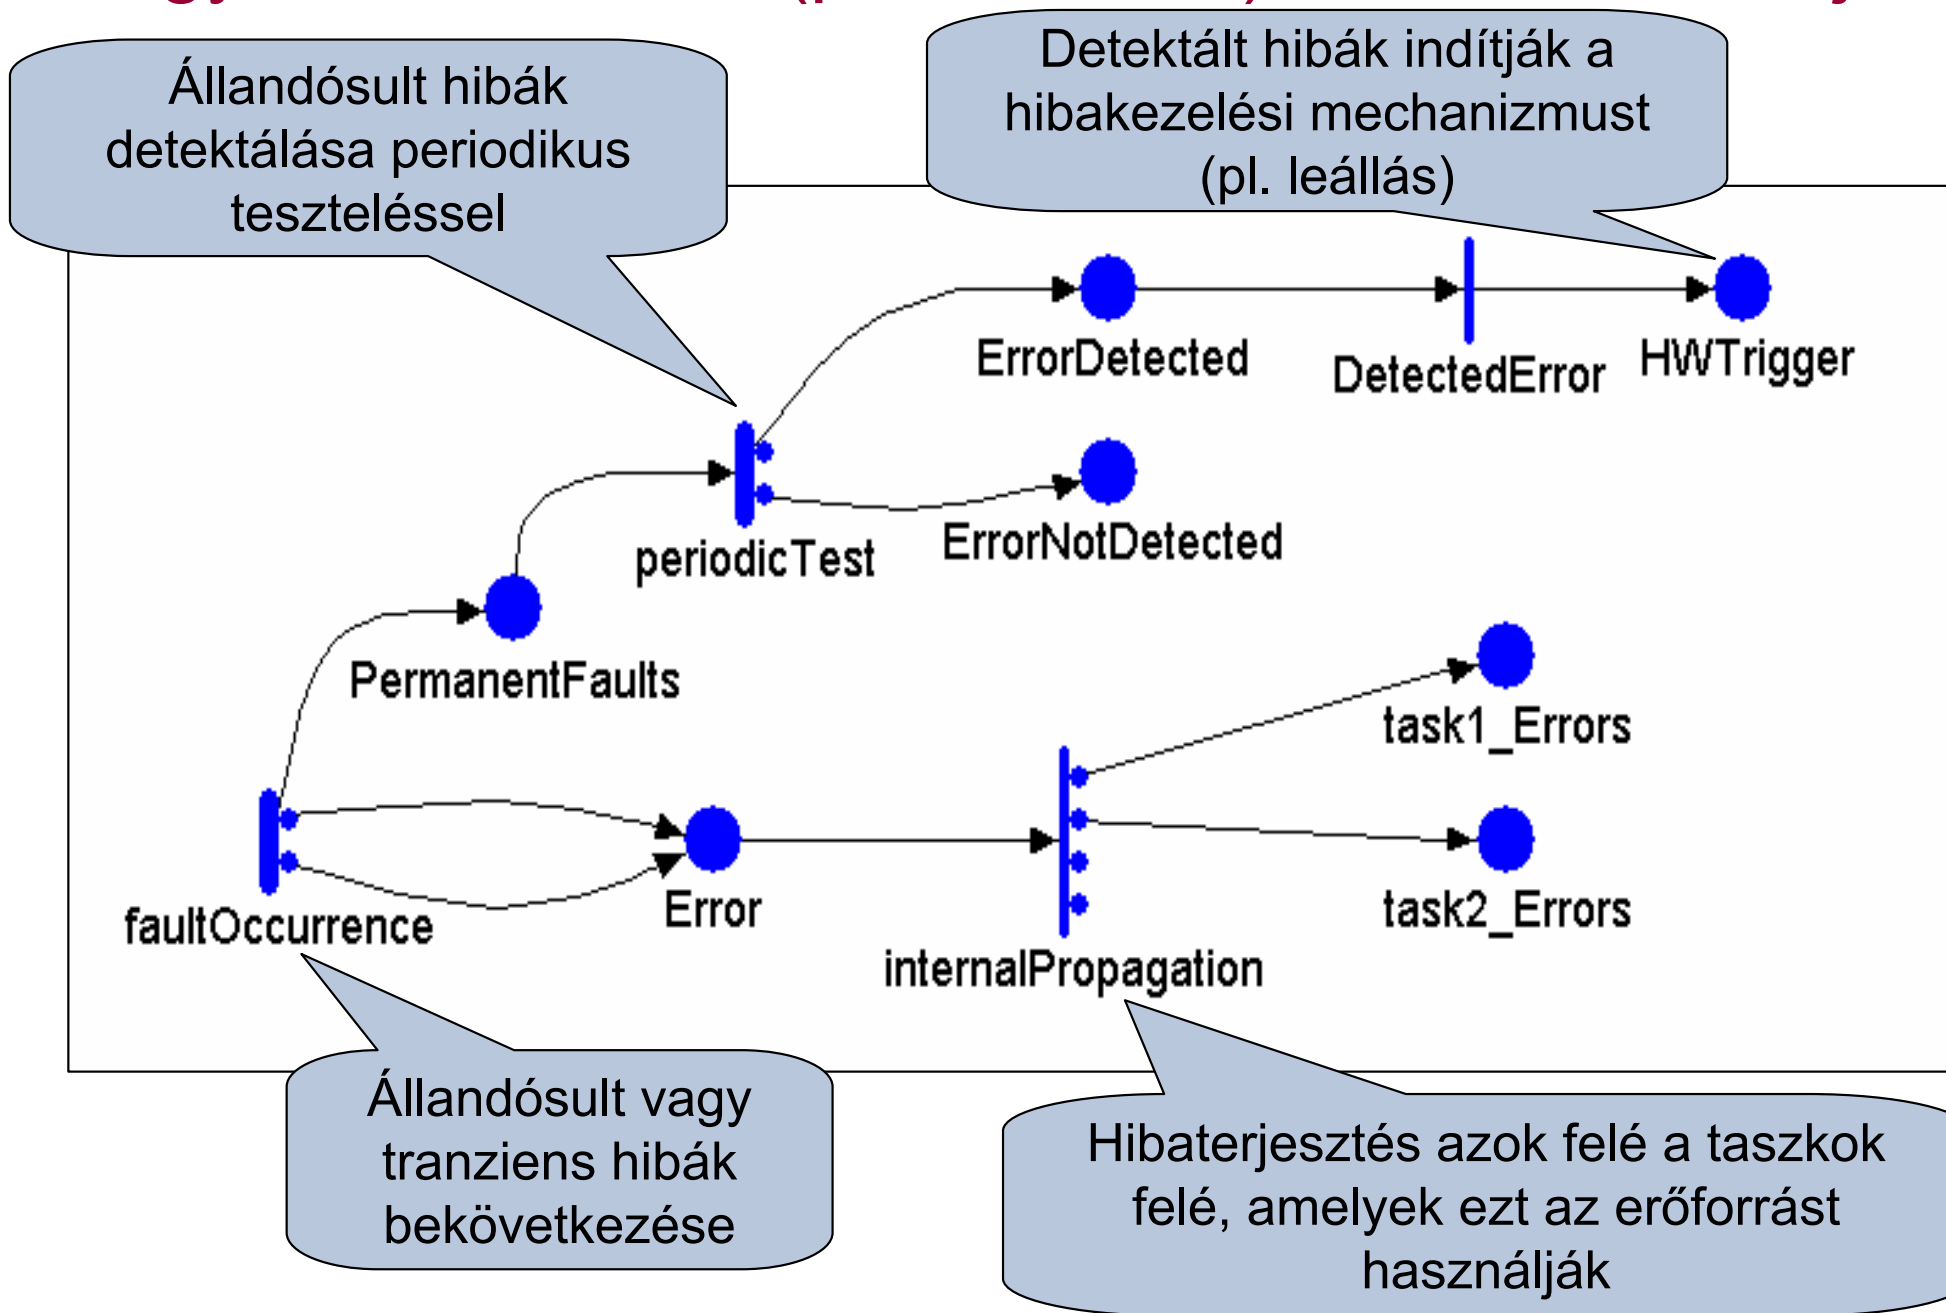 Állandósult hibák
detektálása periodikus
teszteléssel
Detektált hibák indítják a
hibakezelési mechanizmust
(pl. leállás)
ErrorDetected
DetectedError
HWTrigger
periodicTest
ErrorNotDetected
PermanentFaults
task1_Errors
faultOccurrence
Error
task2_Errors
internalPropagation
Állandósult vagy
tranziens hibák
bekövetkezése
Hibaterjesztés azok felé a taszkok
felé, amelyek ezt az erőforrást
használják